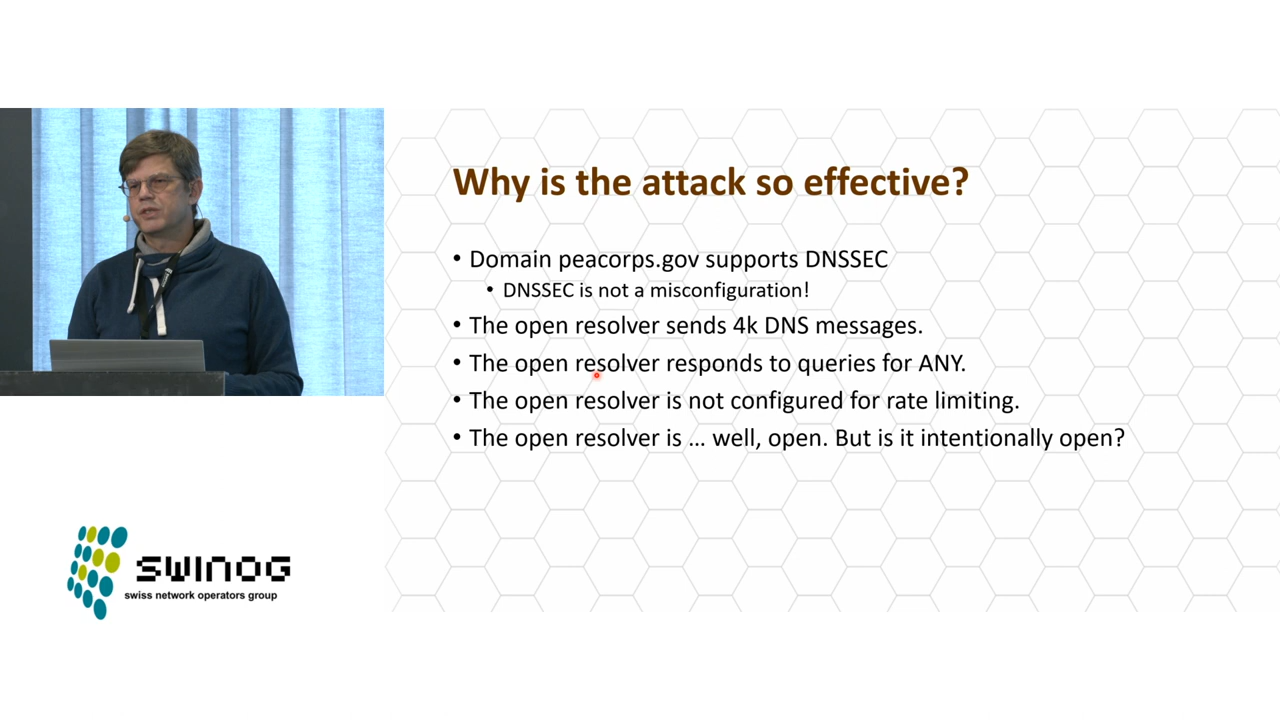 Why is the attack so effective?
• Domain peacorps.gov supports DNSSEC
• DNSSEC is not a misconfiguration!
• The open resolver sends 4k DNS messages.
• The open resolver responds to queries for ANY.
• The open resolver is not configured for rate limiting.
• The open resolver is … well, open. But is it intentionally open?
SWINOG
swiss network operators group